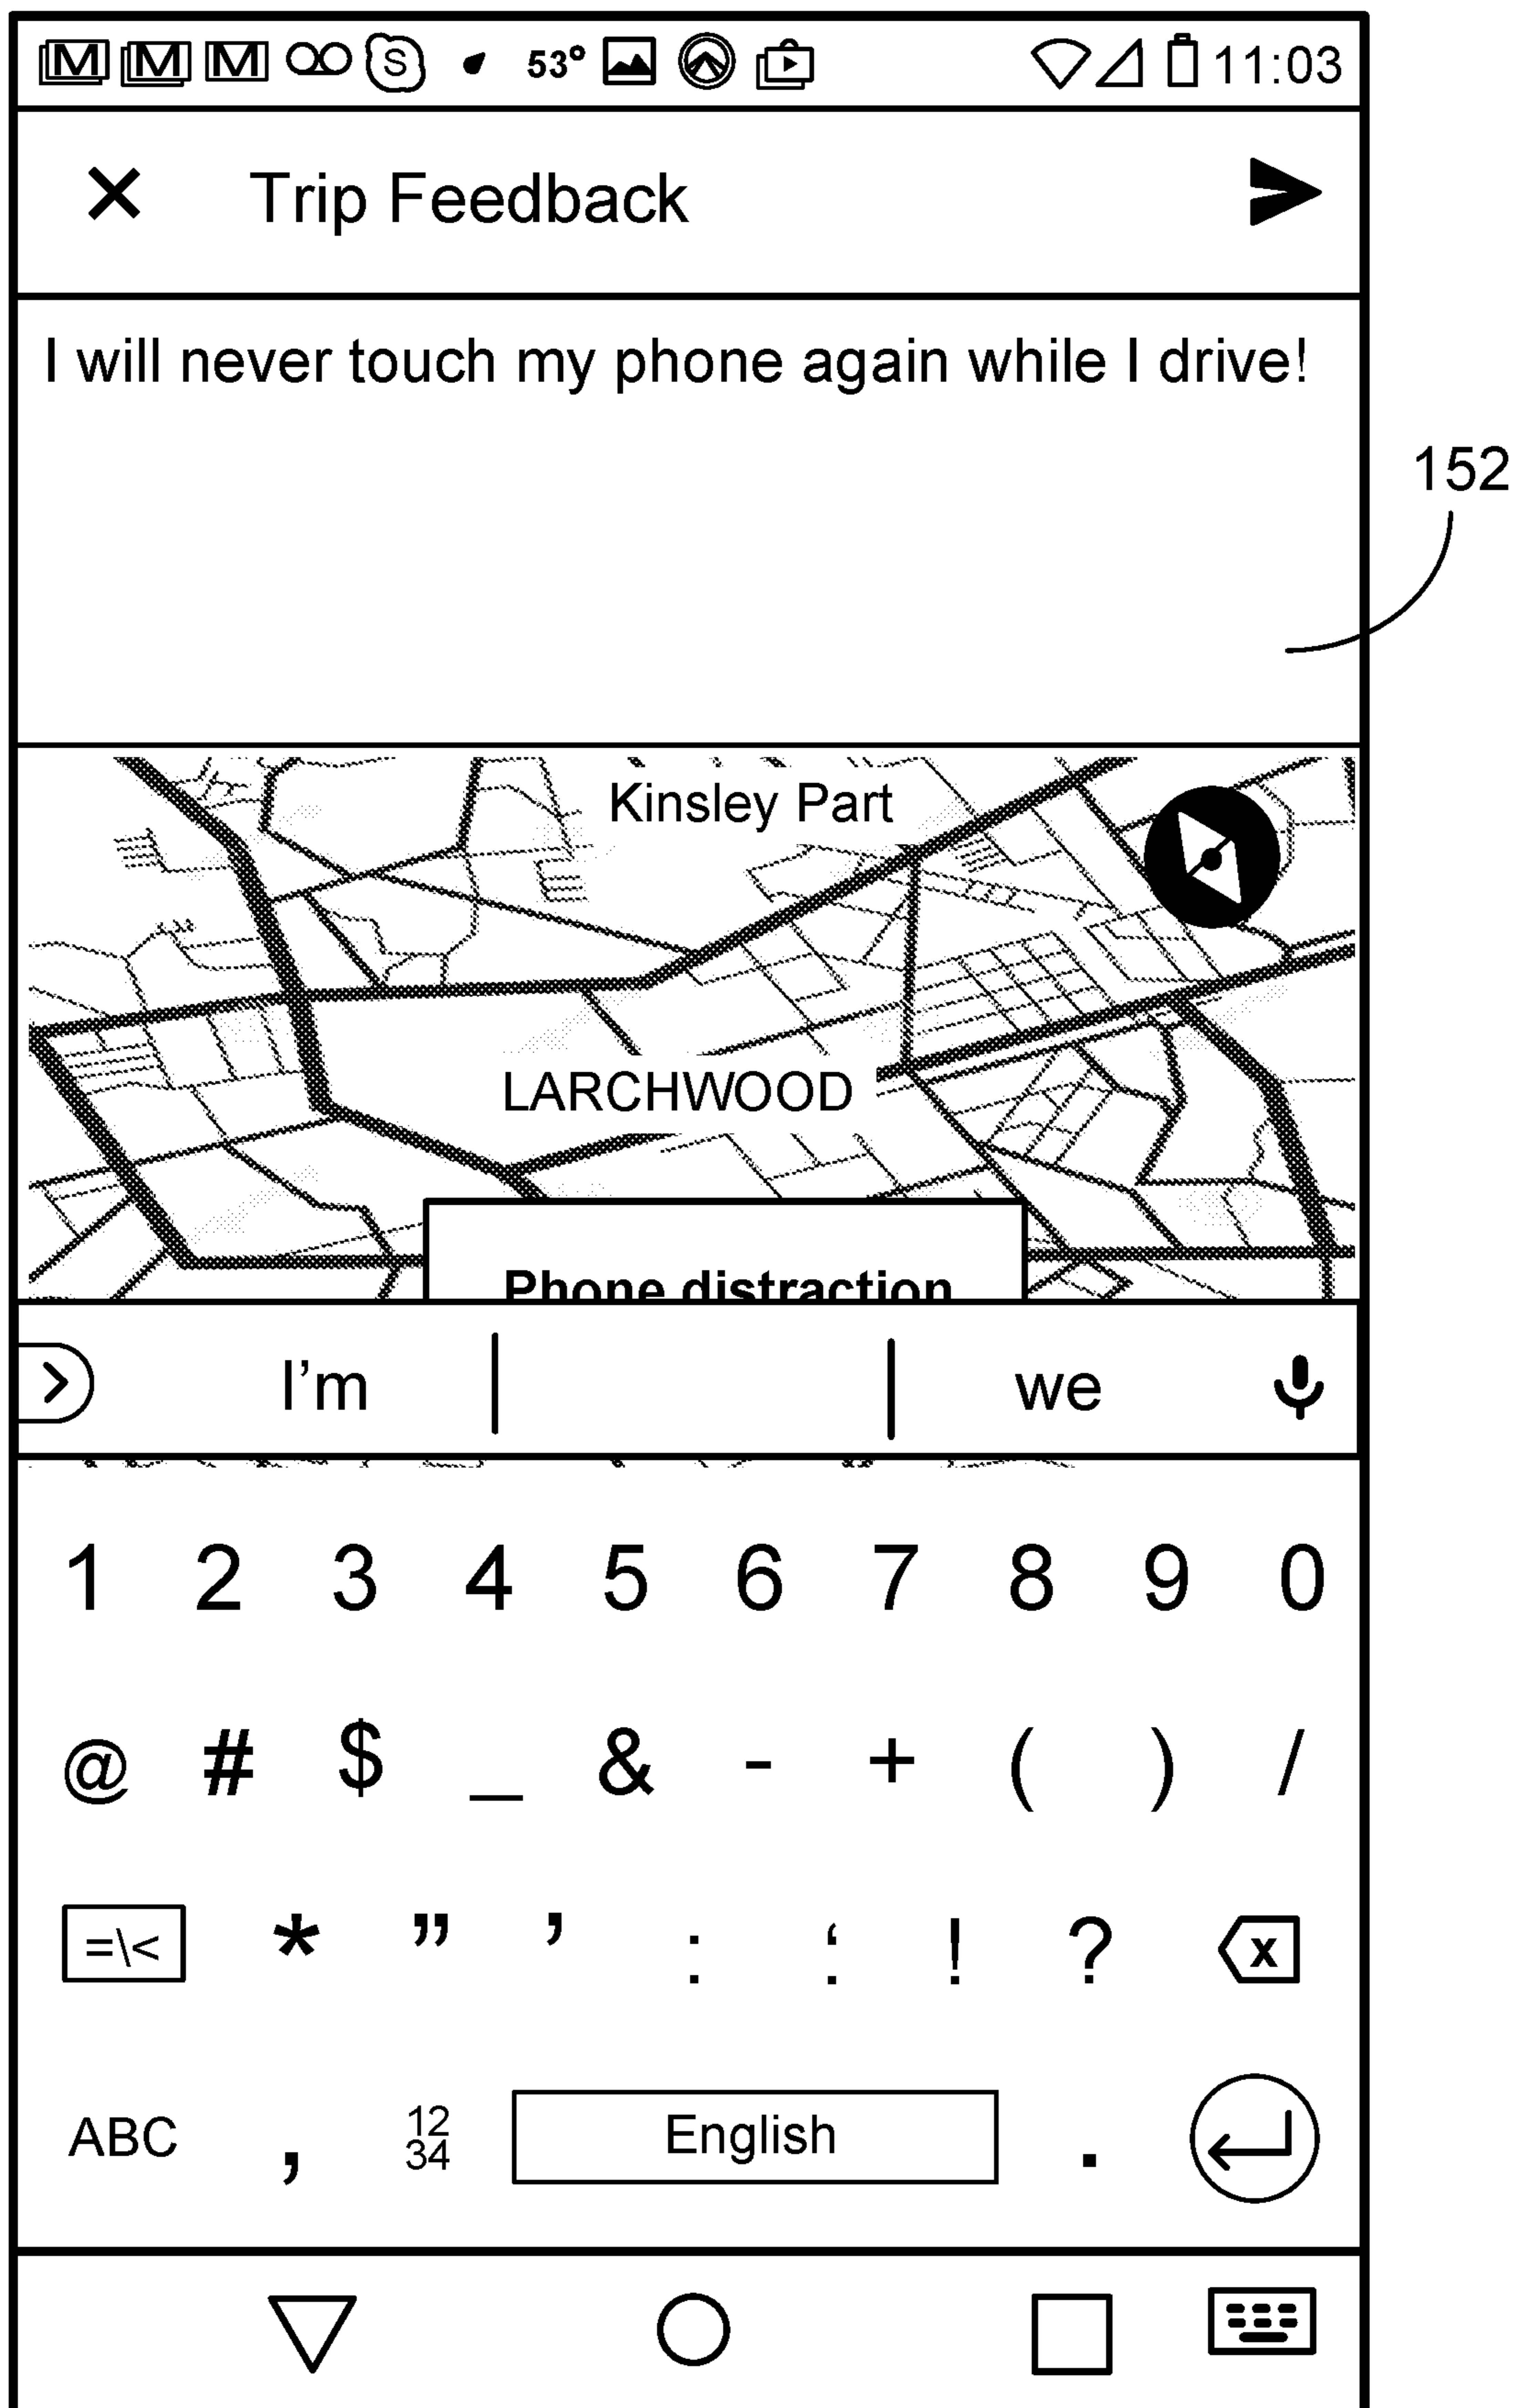 M M M S 53° 11:03
× Trip Feedback
I will never touch my phone again while I drive!
152
Kinsley Part
LARCHWOOD
Phone distraction
I’m we
1 2 3 4 5 6 7 8 9 0
@ # $ _ & - + ( ) /
=\< * ” ’ : ‘. ! ? x
ABC , 12 English .
34